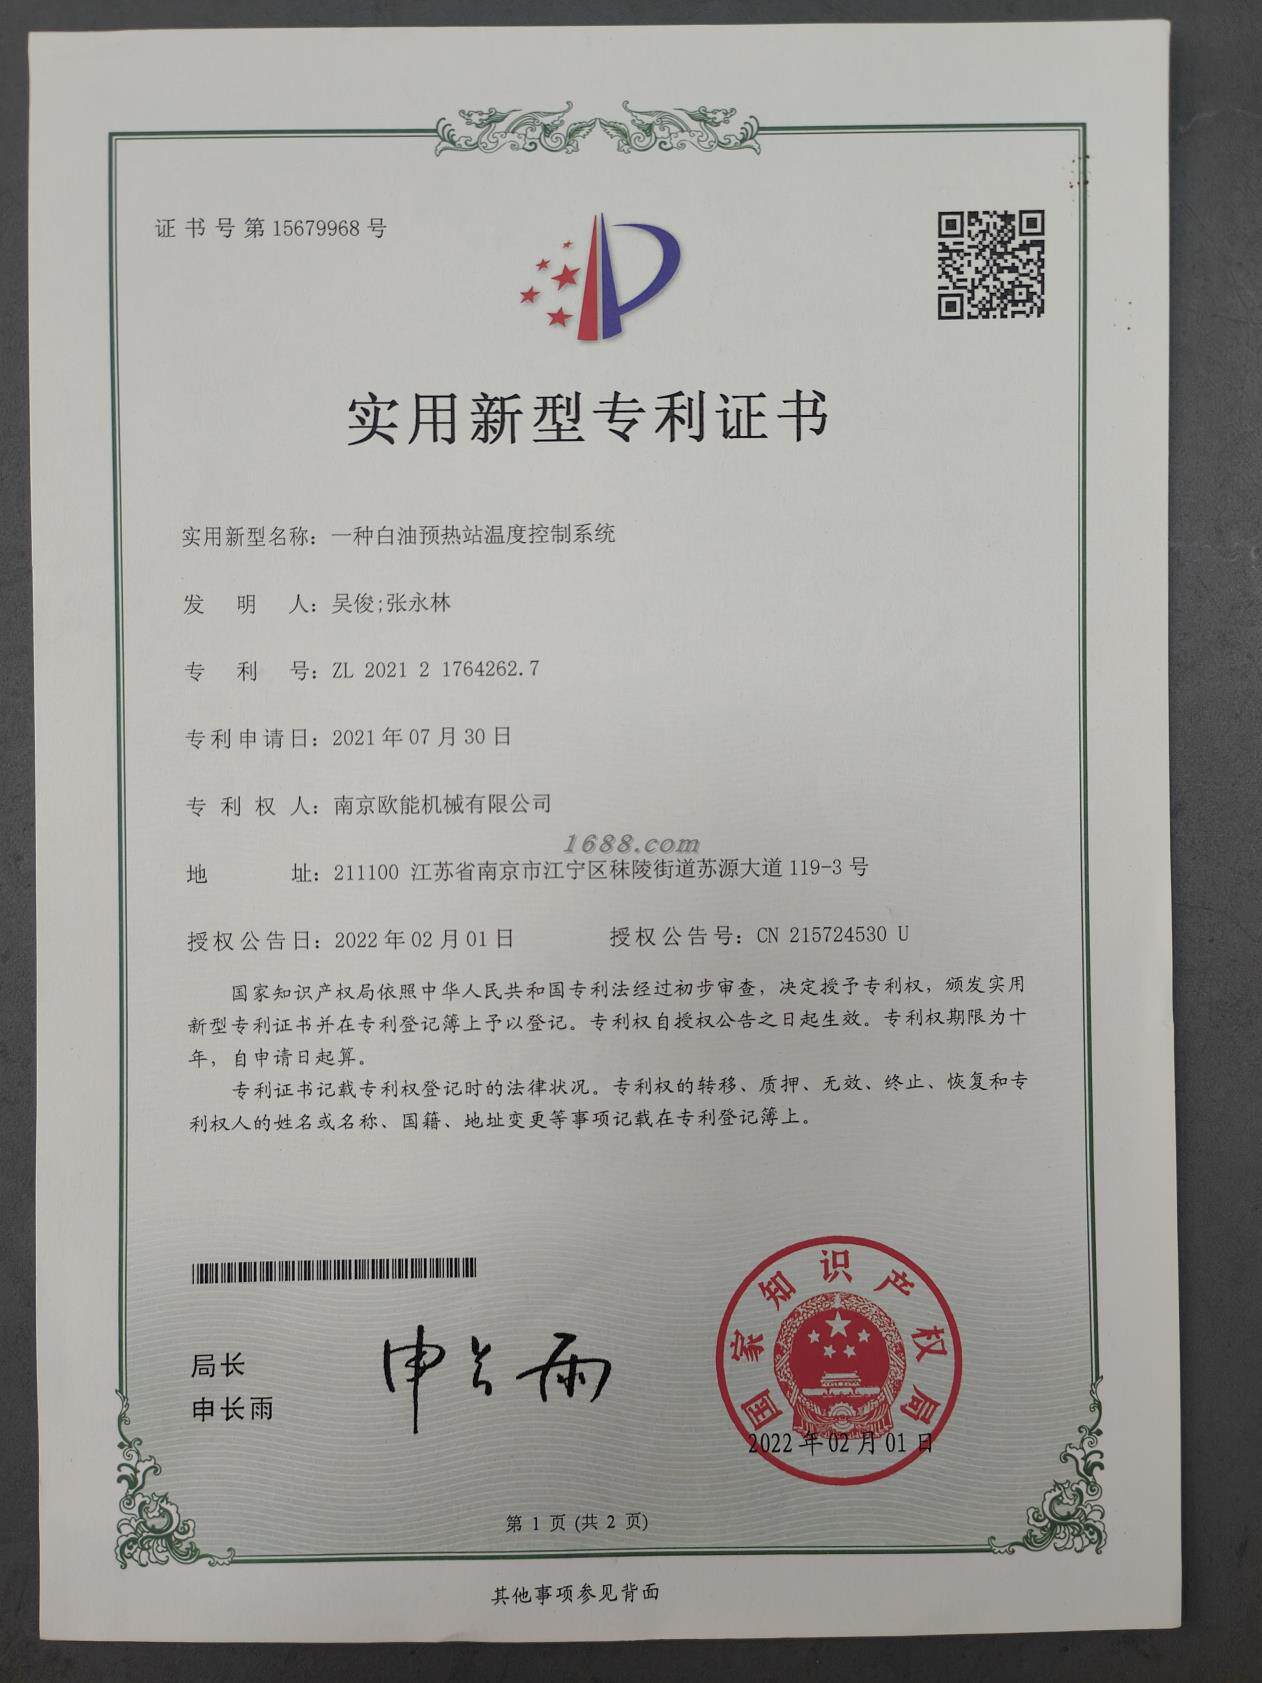 证书号第15679968号
实用新型专利证书
实用新型名称：一种白油预热站温度控制系统
发明人：吴俊;张永林
专利号：ZL 2021 2 1764262.7
专利申请日：2021年07月30日
专利权人：南京欧能机械有限公司
1688.com
地址：211100 江苏省南京市江宁区秣陵街道苏源大道119-3号
授权公告日：2022年02月01日 授权公告号：CN 215724530 U
国家知识产权局依照中华人民共和国专利法经过初步审查，决定授予专利权，颁发实用
新型专利证书并在专利登记簿上予以登记。专利权自授权公告之日起生效。专利权期限为十
年，自申请日起算。
专利证书记载专利权登记时的法律状况。专利权的转移、质押、无效、终止、恢复和专
利权人的姓名或名称、国籍、地址变更等事项记载在专利登记簿上。
局长
申长雨
申长雨
国家知识产权局
2022年02月01日
第 1 页 (共 2 页)
其他事项参见背面